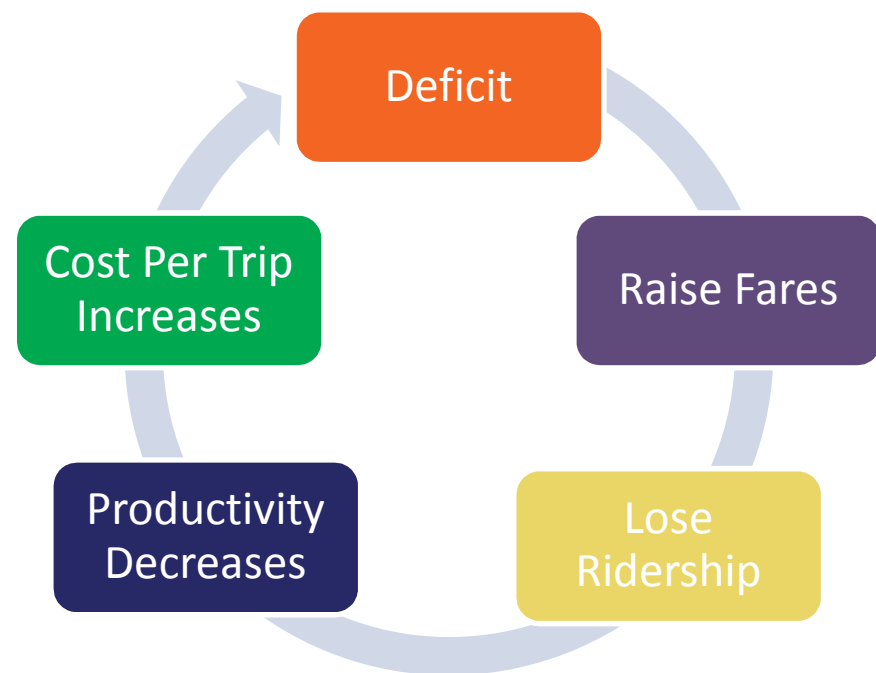 Deficit
Raise Fares
Lose
Ridership
Productivity
Decreases
Cost Per Trip
Increases